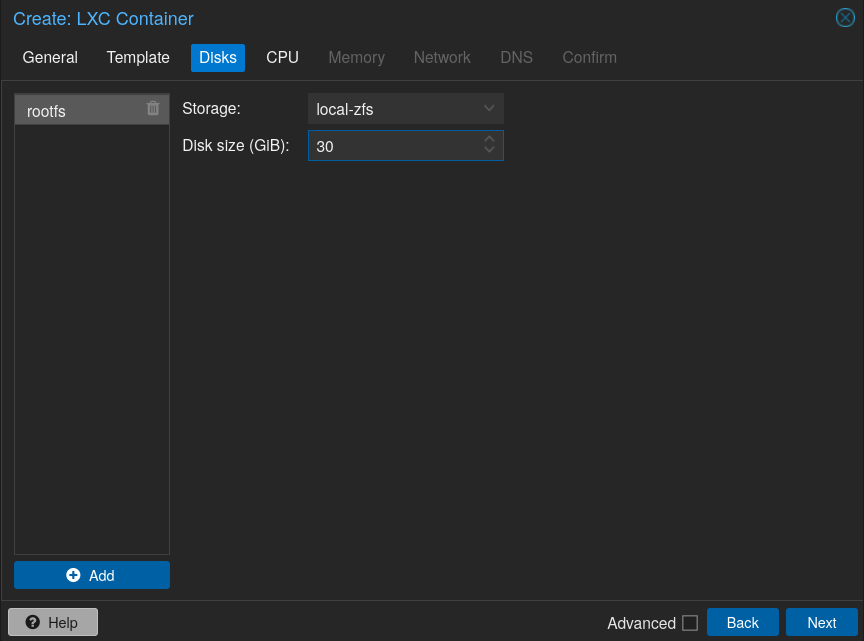 Create: LXC Container
General Template Disks CPU Memory Network DNS Confirm
rootfs
Storage: local-zfs
Disk size (GiB): 30
Add
Help Advanced Back Next